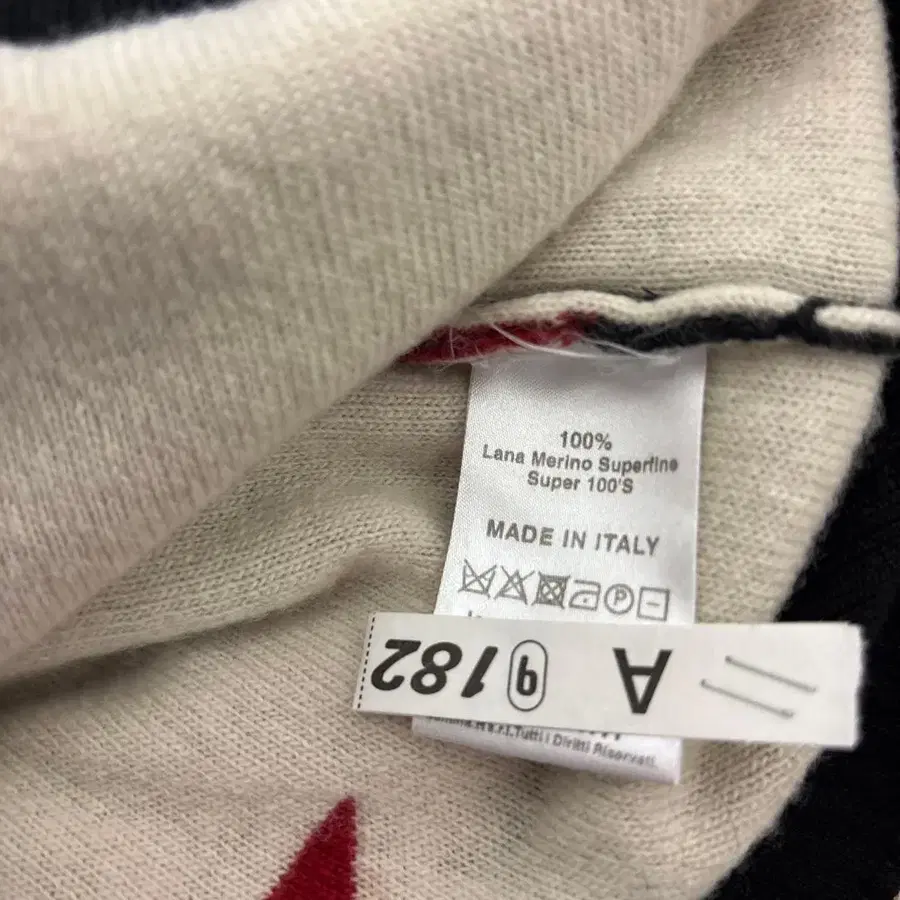 100%
Lana Merino Superfine
Super 100'S
MADE IN ITALY
P
A 9 182
S.r.l. Tutti i Diritti Riservati.